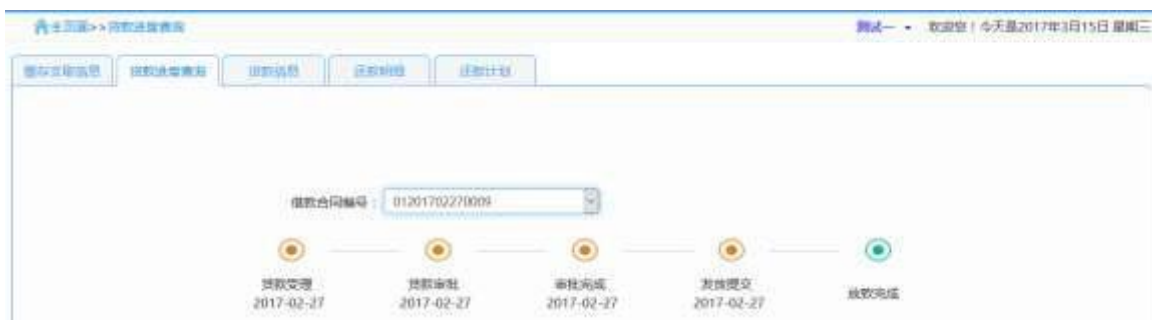 主页面>>贷款进度查询
测试一 欢迎您！今天是2017年3月15日 星期三
缴存支取信息 贷款进度查询 贷款信息 还款明细 还款计划
借款合同编号： 01201702270009
贷款受理 贷款审批 审批完成 发放提交 放款完成
2017-02-27 2017-02-27 2017-02-27 2017-02-27